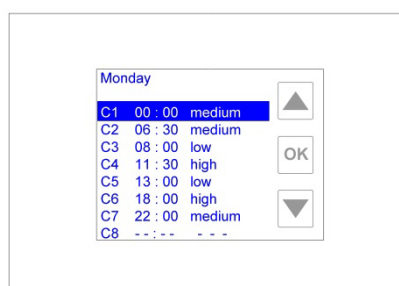 Monday
C1 00 : 00 medium
C2 06 : 30 medium
C3 08 : 00 low
C4 11 : 30 high
C5 13 : 00 low
C6 18 : 00 high
C7 22 : 00 medium
C8 - - : - - - - -
OK